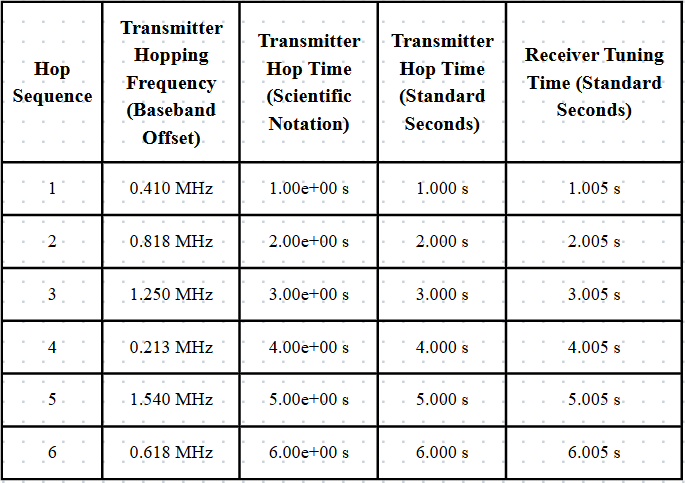 Hop Sequence	Transmitter Hopping Frequency (Baseband Offset)	Transmitter Hop Time (Scientific Notation)	Transmitter Hop Time (Standard Seconds)	Receiver Tuning Time (Standard Seconds)
1	0.410 MHz	1.00e+00 s	1.000 s	1.005 s
2	0.818 MHz	2.00e+00 s	2.000 s	2.005 s
3	1.250 MHz	3.00e+00 s	3.000 s	3.005 s
4	0.213 MHz	4.00e+00 s	4.000 s	4.005 s
5	1.540 MHz	5.00e+00 s	5.000 s	5.005 s
6	0.618 MHz	6.00e+00 s	6.000 s	6.005 s